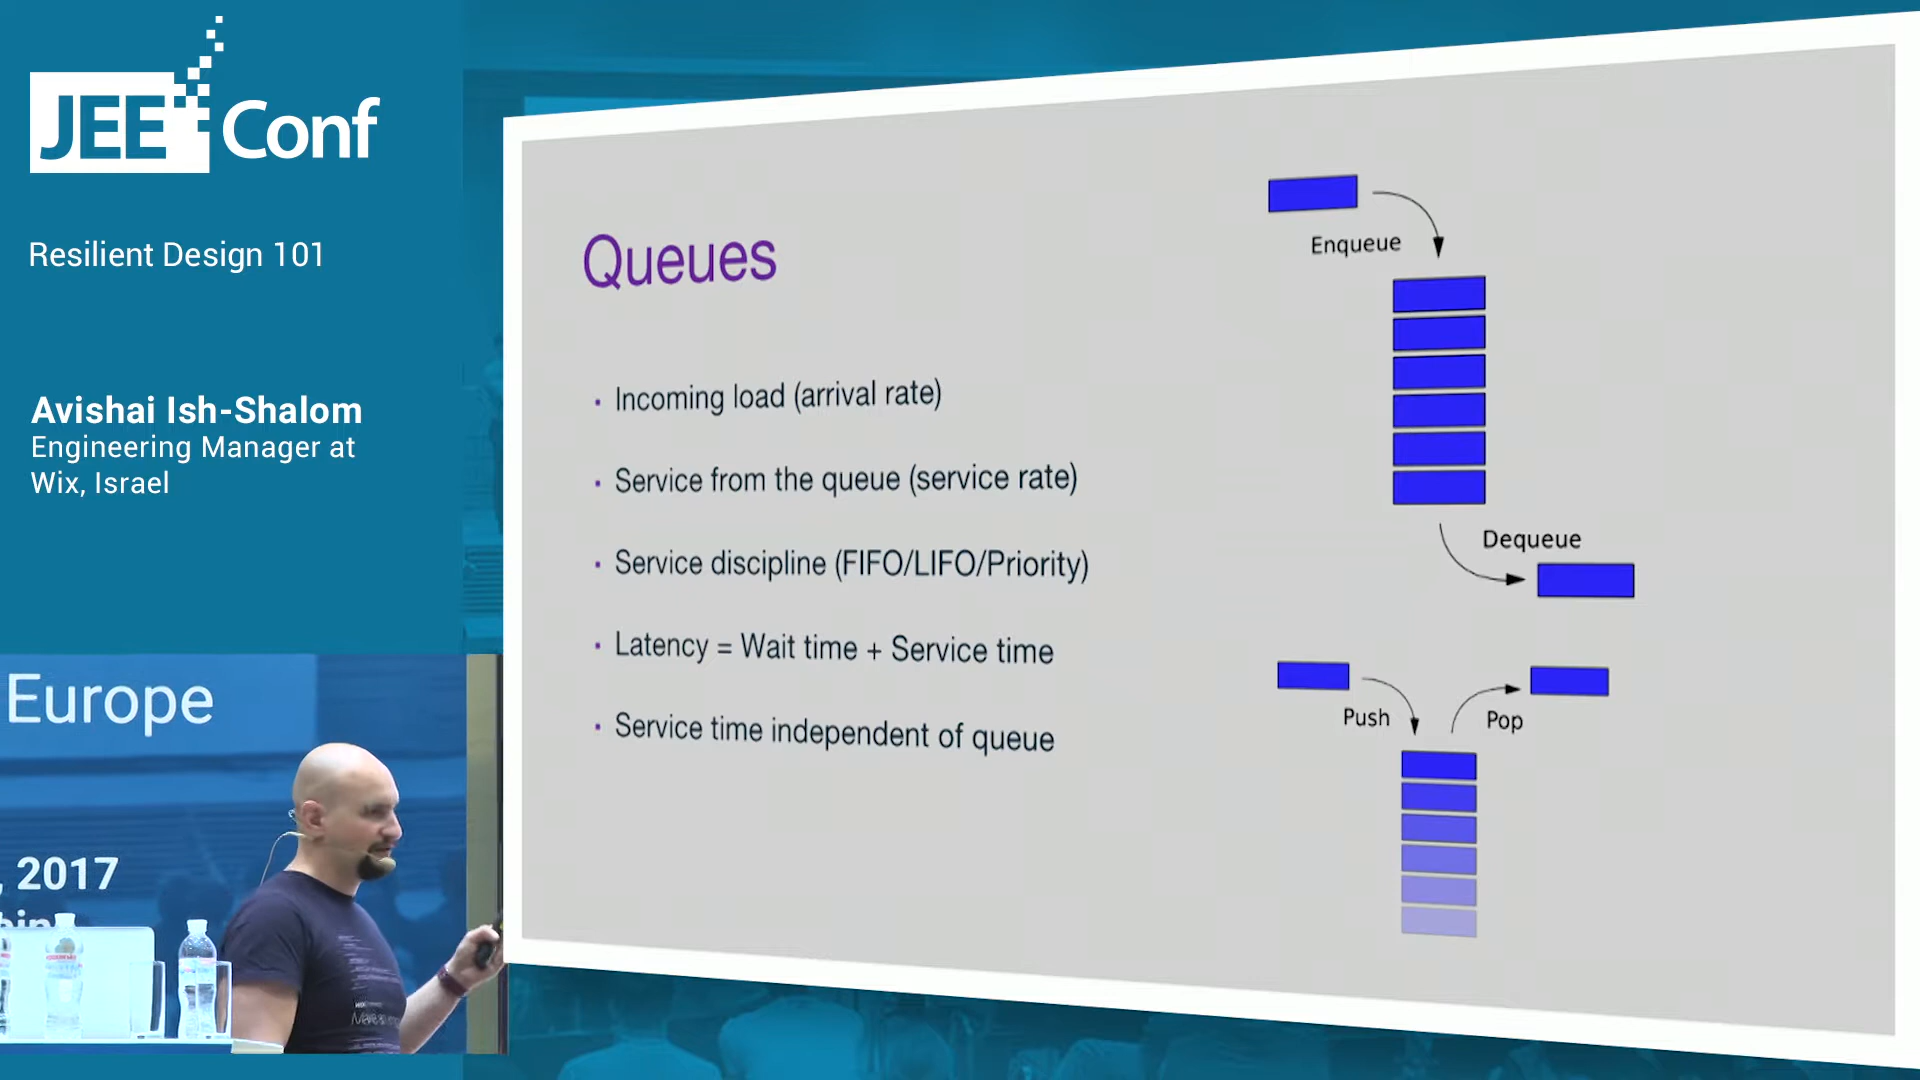 JEE Conf
Resilient Design 101
Avishai Ish-Shalom
Engineering Manager at
Wix, Israel
Europe
, 2017
Queues
· Incoming load (arrival rate)
· Service from the queue (service rate)
· Service discipline (FIFO/LIFO/Priority)
· Latency = Wait time + Service time
· Service time independent of queue
Enqueue
Dequeue
Push
Pop